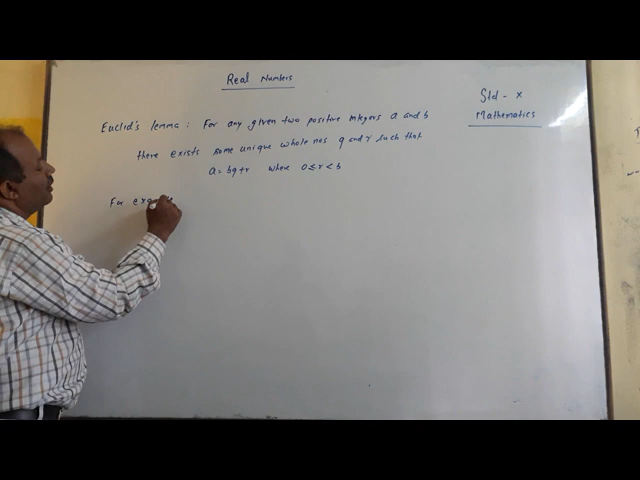 Real Numbers
Std - X
Mathematics
Euclid's lemma : For any given two positive integers a and b
there exists some unique whole nos q and r such that
a = bq + r where 0 ≤ r < b
For